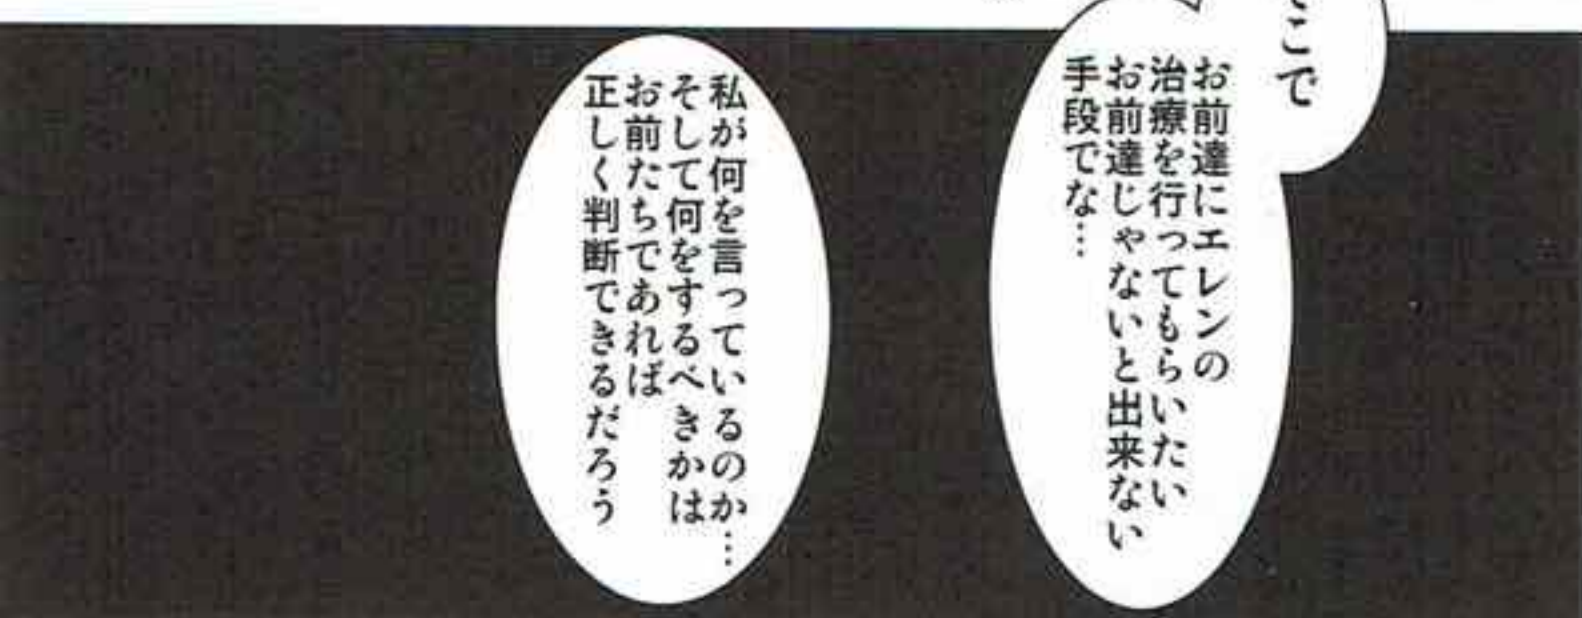 こで
お前達にエレンの
治療を行ってもらいたい
お前達じゃないと出来ない
手段でな…
私が何を言っているのか…
そして何をするべきかは
お前たちであれば
正しく判断できるだろう